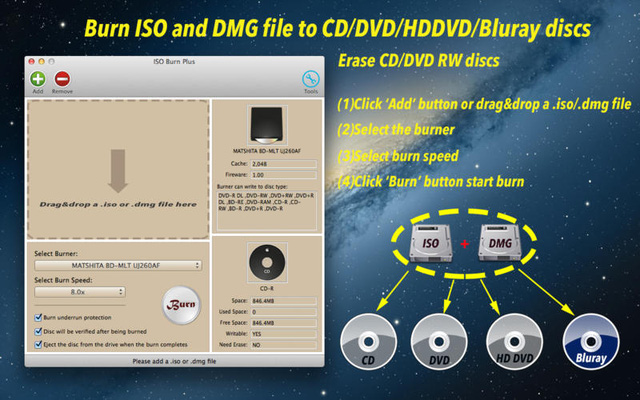 Burn ISO and DMG file to CD/DVD/HDDVD/Bluray discs
Erase CD/DVD RW discs
(1)Click 'Add' button or drag&drop a .iso/.dmg file
(2)Select the burner
(3)Select burn speed
(4)Click 'Burn' button start burn
ISO Burn Plus
Add
Remove
Tools
Drag&drop a .iso or .dmg file here
MATSHITA BD-MLT UJ260AF
Cache: 2,048
Fireware: 1.00
Burner can write to disc type:
DVD-R DL ,DVD-RW ,DVD+RW ,DVD+R
DL ,BD-RE ,DVD-RAM ,CD-R ,CD-
RW ,BD-R ,DVD+R ,DVD-R
Select Burner:
MATSHITA BD-MLT UJ260AF
Select Burn Speed:
8.0x
Burn
Burn underrun protection
Disc will be verified after being burned
Eject the disc from the drive when the burn completes
CD
CD-R
Space: 846.4MB
Used Space: 0
Free Space: 846.4MB
Writable: YES
Need Erase: NO
Please add a .iso or .dmg file
ISO + DMG
CD
DVD
HD DVD
Bluray